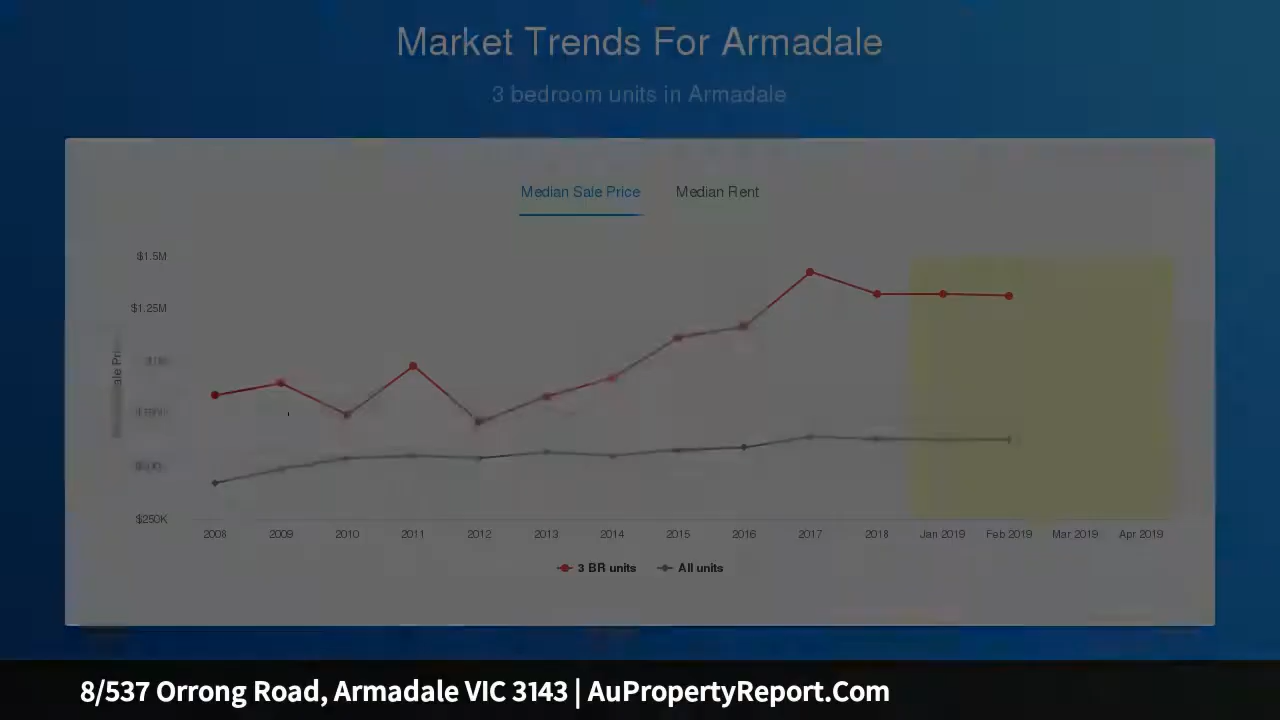 Market Trends For Armadale
3 bedroom units in Armadale
Median Sale Price Median Rent
$1.5M
$1.25M
$250K
2008 2009 2010 2011 2012 2013 2014 2015 2016 2017 2018 Jan 2019 Feb 2019 Mar 2019 Apr 2019
3 BR units All units
8/537 Orrong Road, Armadale VIC 3143 | AuPropertyReport.Com